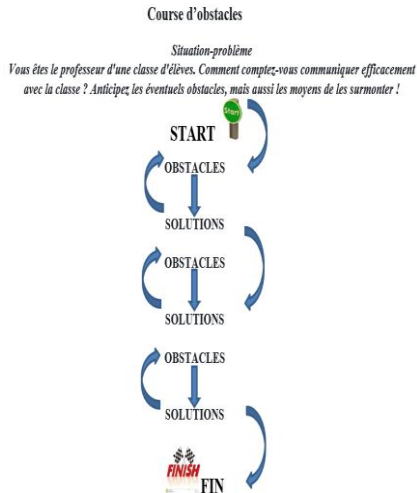 Course d'obstacles
Situation-problème
Vous êtes le professeur d'une classe d'élèves. Comment comptez-vous communiquer efficacement
avec la classe ? Anticipez les éventuels obstacles, mais aussi les moyens de les surmonter !
Start
START
OBSTACLES
SOLUTIONS
OBSTACLES
SOLUTIONS
OBSTACLES
SOLUTIONS
FINISH
FIN